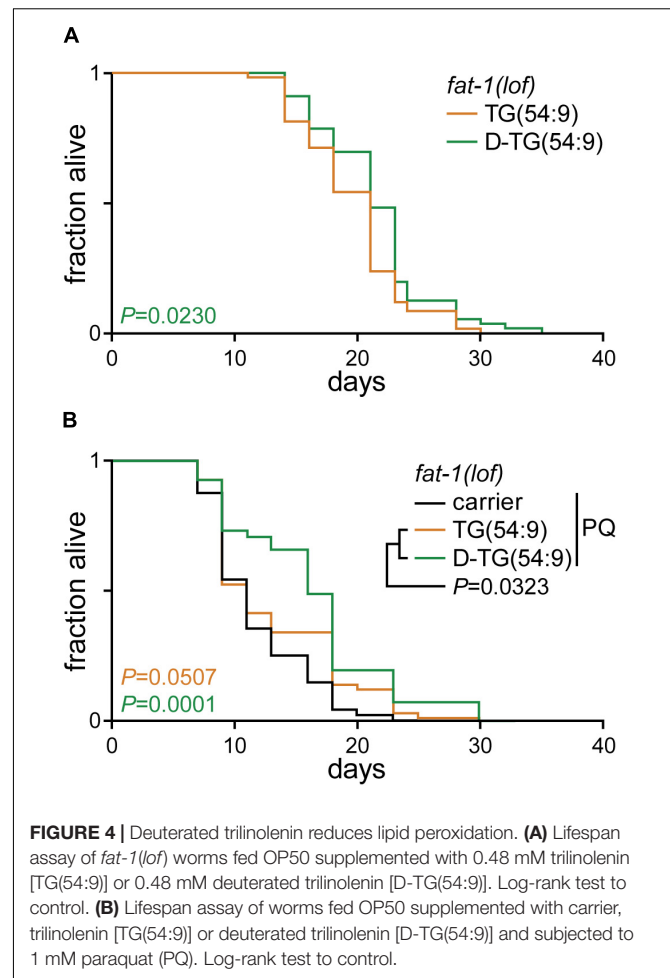 A
1
fat-1(lof)
TG(54:9)
D-TG(54:9)
fraction alive
P=0.0230
0
0 10 20 30 40
days
B
1
fat-1(lof)
carrier
TG(54:9)
D-TG(54:9)
PQ
P=0.0323
fraction alive
P=0.0507
P=0.0001
0
0 10 20 30 40
days
FIGURE 4 | Deuterated trilinolenin reduces lipid peroxidation. (A) Lifespan
assay of fat-1(lof) worms fed OP50 supplemented with 0.48 mM trilinolenin
[TG(54:9)] or 0.48 mM deuterated trilinolenin [D-TG(54:9)]. Log-rank test to
control. (B) Lifespan assay of worms fed OP50 supplemented with carrier,
trilinolenin [TG(54:9)] or deuterated trilinolenin [D-TG(54:9)] and subjected to
1 mM paraquat (PQ). Log-rank test to control.